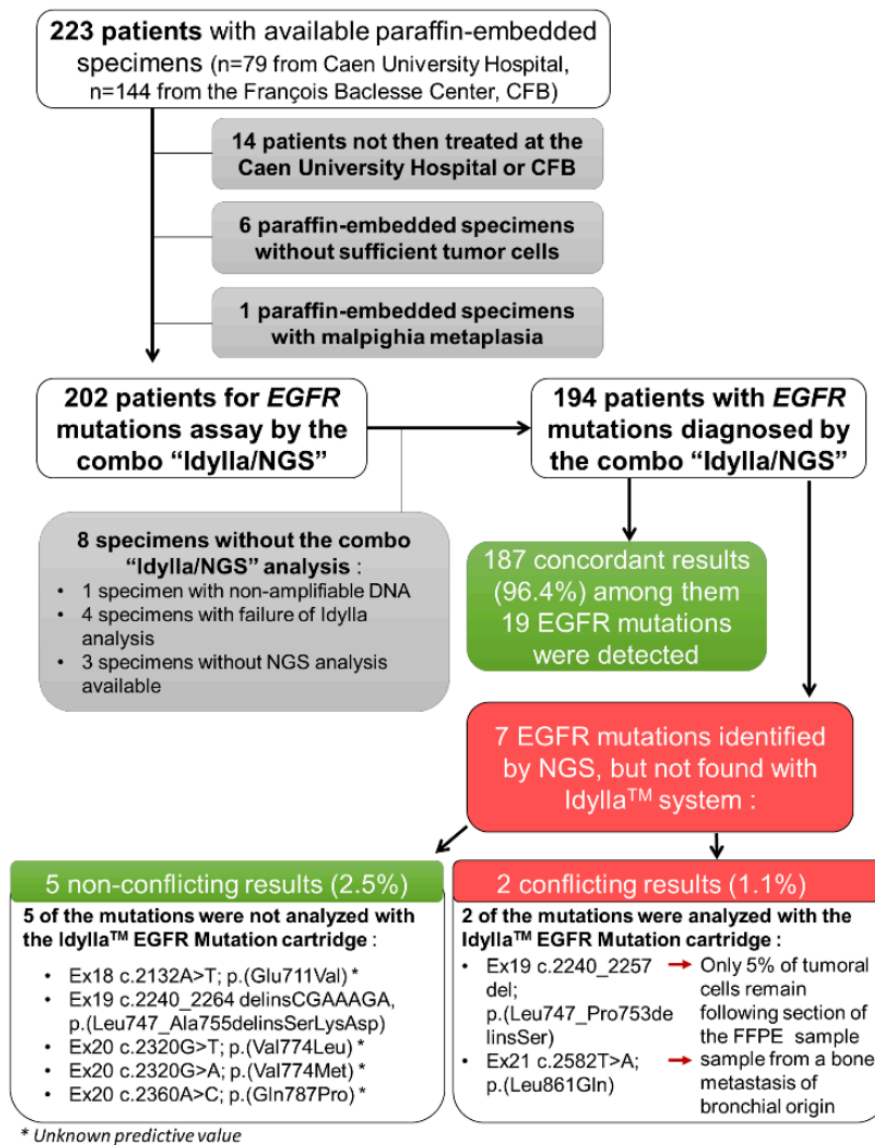 223 patients with available paraffin-embedded
specimens (n=79 from Caen University Hospital,
n=144 from the François Baclesse Center, CFB)
14 patients not then treated at the
Caen University Hospital or CFB
6 paraffin-embedded specimens
without sufficient tumor cells
1 paraffin-embedded specimens
with malpighia metaplasia
202 patients for EGFR
mutations assay by the
combo “Idylla/NGS”
194 patients with EGFR
mutations diagnosed by
the combo “Idylla/NGS”
8 specimens without the combo
“Idylla/NGS” analysis :
• 1 specimen with non-amplifiable DNA
• 4 specimens with failure of Idylla
analysis
• 3 specimens without NGS analysis
available
187 concordant results
(96.4%) among them
19 EGFR mutations
were detected
7 EGFR mutations identified
by NGS, but not found with
Idylla™ system :
5 non-conflicting results (2.5%)
5 of the mutations were not analyzed with
the Idylla™ EGFR Mutation cartridge :
• Ex18 c.2132A>T; p.(Glu711Val) *
• Ex19 c.2240_2264 delinsCGAAAGA,
p.(Leu747_Ala755delinsSerLysAsp)
• Ex20 c.2320G>T; p.(Val774Leu) *
• Ex20 c.2320G>A; p.(Val774Met) *
• Ex20 c.2360A>C; p.(Gln787Pro) *
2 conflicting results (1.1%)
2 of the mutations were analyzed with the
Idylla™ EGFR Mutation cartridge :
• Ex19 c.2240_2257
del;
p.(Leu747_Pro753de
linsSer)
• Ex21 c.2582T>A;
p.(Leu861Gln)
Only 5% of tumoral
cells remain
following section of
the FFPE sample
sample from a bone
metastasis of
bronchial origin
* Unknown predictive value